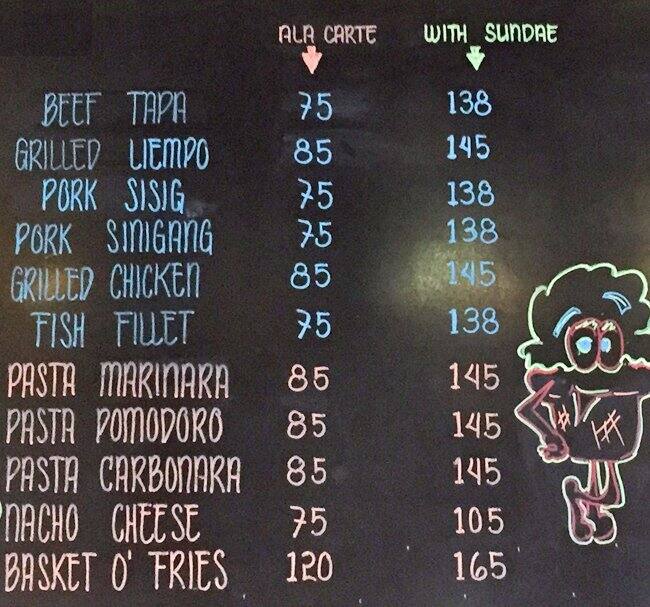 ALA CARTE WITH SUNDAE
BEEF TAPA 75 138
GRILLED LIEMPO 85 145
PORK SISIG 75 138
PORK SINIGANG 75 138
GRILLED CHICKEN 85 145
FISH FILLET 75 138
PASTA MARINARA 85 145
PASTA POMODORO 85 145
PASTA CARBONARA 85 145
NACHO CHEESE 75 105
BASKET O' FRIES 120 165